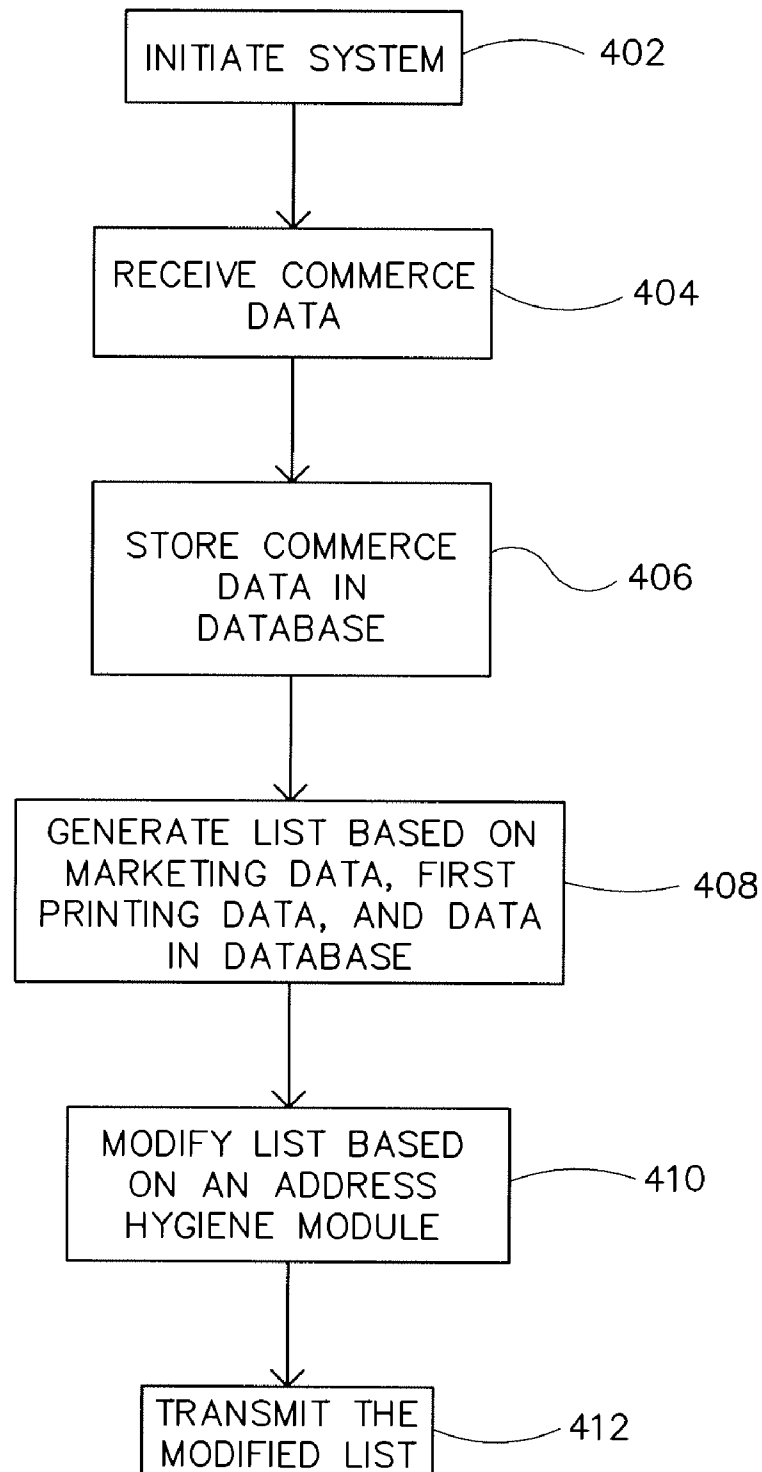 INITIATE SYSTEM
402
RECEIVE COMMERCE
DATA
404
STORE COMMERCE
DATA IN
DATABASE
406
GENERATE LIST BASED ON
MARKETING DATA, FIRST
PRINTING DATA, AND DATA
IN DATABASE
408
MODIFY LIST BASED
ON AN ADDRESS
HYGIENE MODULE
410
TRANSMIT THE
MODIFIED LIST
412